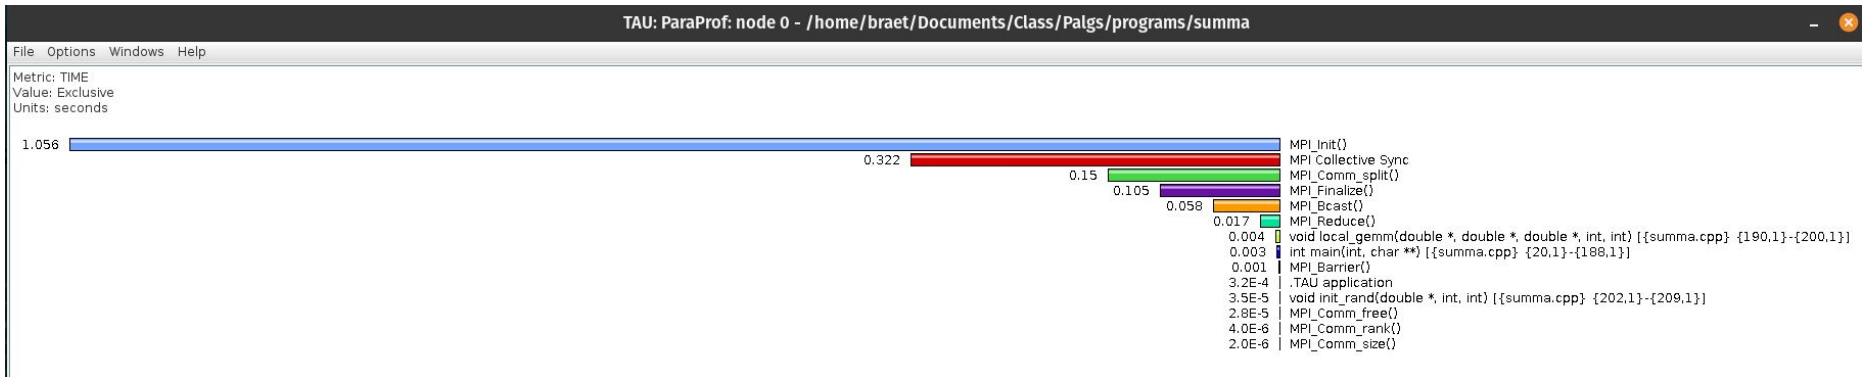 TAU: ParaProf: node 0 - /home/braet/Documents/Class/Palgs/programs/summa
File Options Windows Help
Metric: TIME
Value: Exclusive
Units: seconds
1.056 MPI_Init()
0.322 MPI Collective Sync
0.15 MPI_Comm_split()
0.105 MPI_Finalize()
0.058 MPI_Bcast()
0.017 MPI_Reduce()
0.004 void local_gemm(double *, double *, double *, int, int) [{summa.cpp} {190,1}-{200,1}]
0.003 int main(int, char **) [{summa.cpp} {20,1}-{188,1}]
0.001 MPI_Barrier()
3.2E-4 .TAU application
3.5E-5 void init_rand(double *, int, int) [{summa.cpp} {202,1}-{209,1}]
2.8E-5 MPI_Comm_free()
4.0E-6 MPI_Comm_rank()
2.0E-6 MPI_Comm_size()